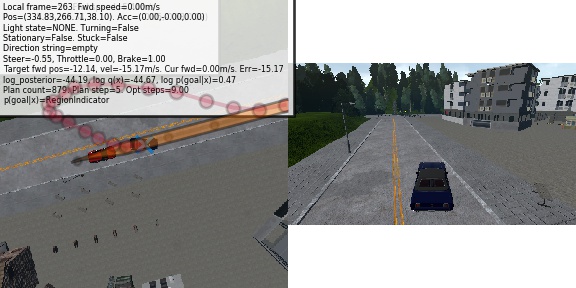 Local frame=263. Fwd speed=0.00m/s
Pos=(334.83,266.71,38.10). Acc=(0.00,-0.00,0.00)
Light state=NONE. Turning=False
Stationary=False. Stuck=False
Direction string=empty
Steer=-0.55, Throttle=0.00, Brake=1.00
Target fwd pos=-12.14, vel=-15.17m/s. Cur fwd=0.00m/s. Err=-15.17
log_posterior=-44.19, log q(x)=-44.67, log p(goal|x)=0.47
Plan count=879, Plan step=5. Opt steps=9.00
p(goal|x)=RegionIndicator